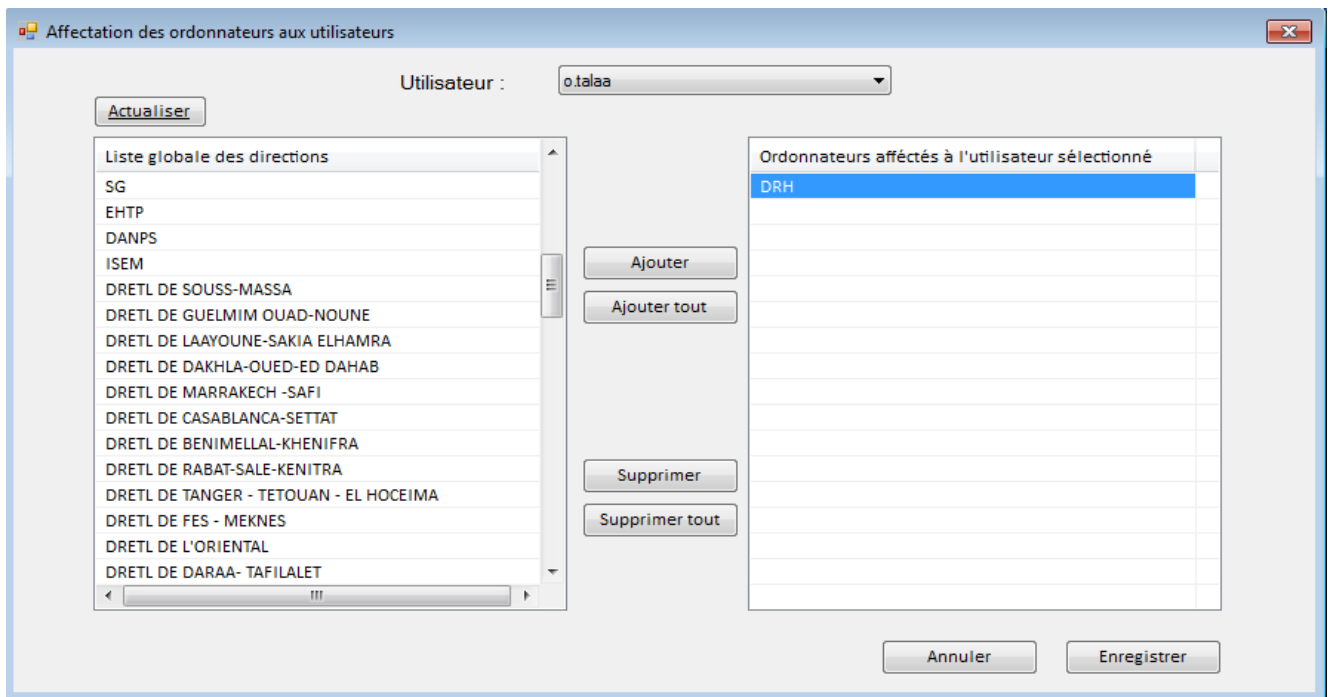 Affectation des ordonnateurs aux utilisateurs
Utilisateur :
o.talaa
Actualiser
Liste globale des directions
SG
EHTP
DANPS
ISEM
DRETL DE SOUSS-MASSA
DRETL DE GUELMIM OUAD-NOUNE
DRETL DE LAAYOUNE-SAKIA ELHAMRA
DRETL DE DAKHLA-OUED-ED DAHAB
DRETL DE MARRAKECH -SAFI
DRETL DE CASABLANCA-SETTAT
DRETL DE BENIMELLAL-KHENIFRA
DRETL DE RABAT-SALE-KENITRA
DRETL DE TANGER - TETOUAN - EL HOCEIMA
DRETL DE FES - MEKNES
DRETL DE L'ORIENTAL
DRETL DE DARAA- TAFILALET
Ajouter
Ajouter tout
Supprimer
Supprimer tout
Ordonnateurs afféctés à l'utilisateur sélectionné
DRH
Annuler
Enregistrer